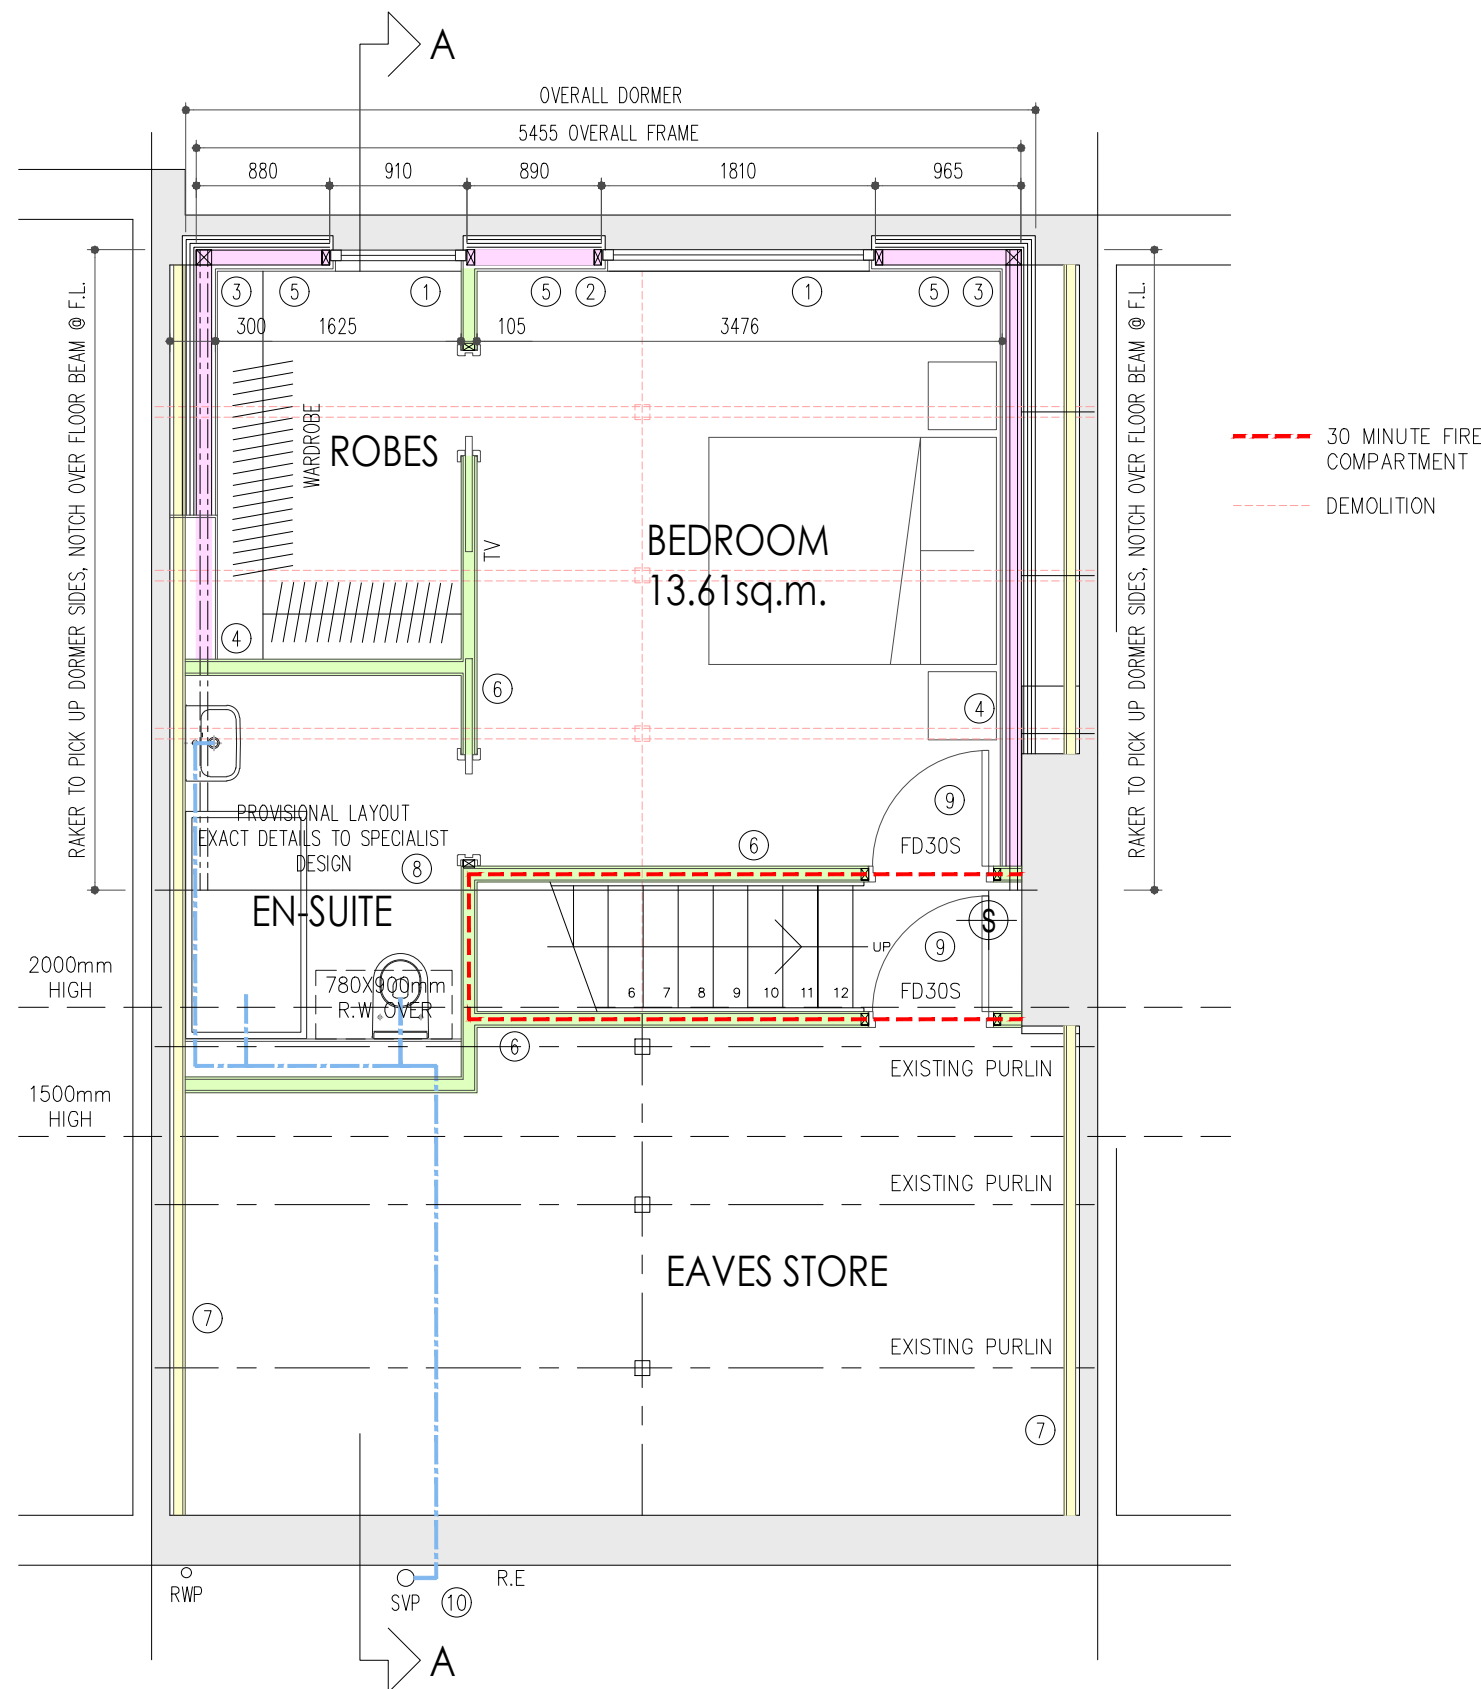 A
OVERALL DORMER
5455 OVERALL FRAME
880
910
890
1810
965
3
5
1
5
2
1
5
3
300
1625
105
3476
RAKER TO PICK UP DORMER SIDES, NOTCH OVER FLOOR BEAM @ F.L.
RAKER TO PICK UP DORMER SIDES, NOTCH OVER FLOOR BEAM @ F.L.
WARDROBE
ROBES
30 MINUTE FIRE
COMPARTMENT
DEMOLITION
TV
BEDROOM
13.61sq.m.
4
6
4
PROVISIONAL LAYOUT
EXACT DETAILS TO SPECIALIST
DESIGN
8
6
9
FD30S
EN-SUITE
S
UP
9
FD30S
2000mm
HIGH
780X900mm
R.W OVER
6
7
8
9
10
11
12
6
EXISTING PURLIN
1500mm
HIGH
EXISTING PURLIN
EAVES STORE
7
EXISTING PURLIN
7
RWP
SVP
10
R.E
A